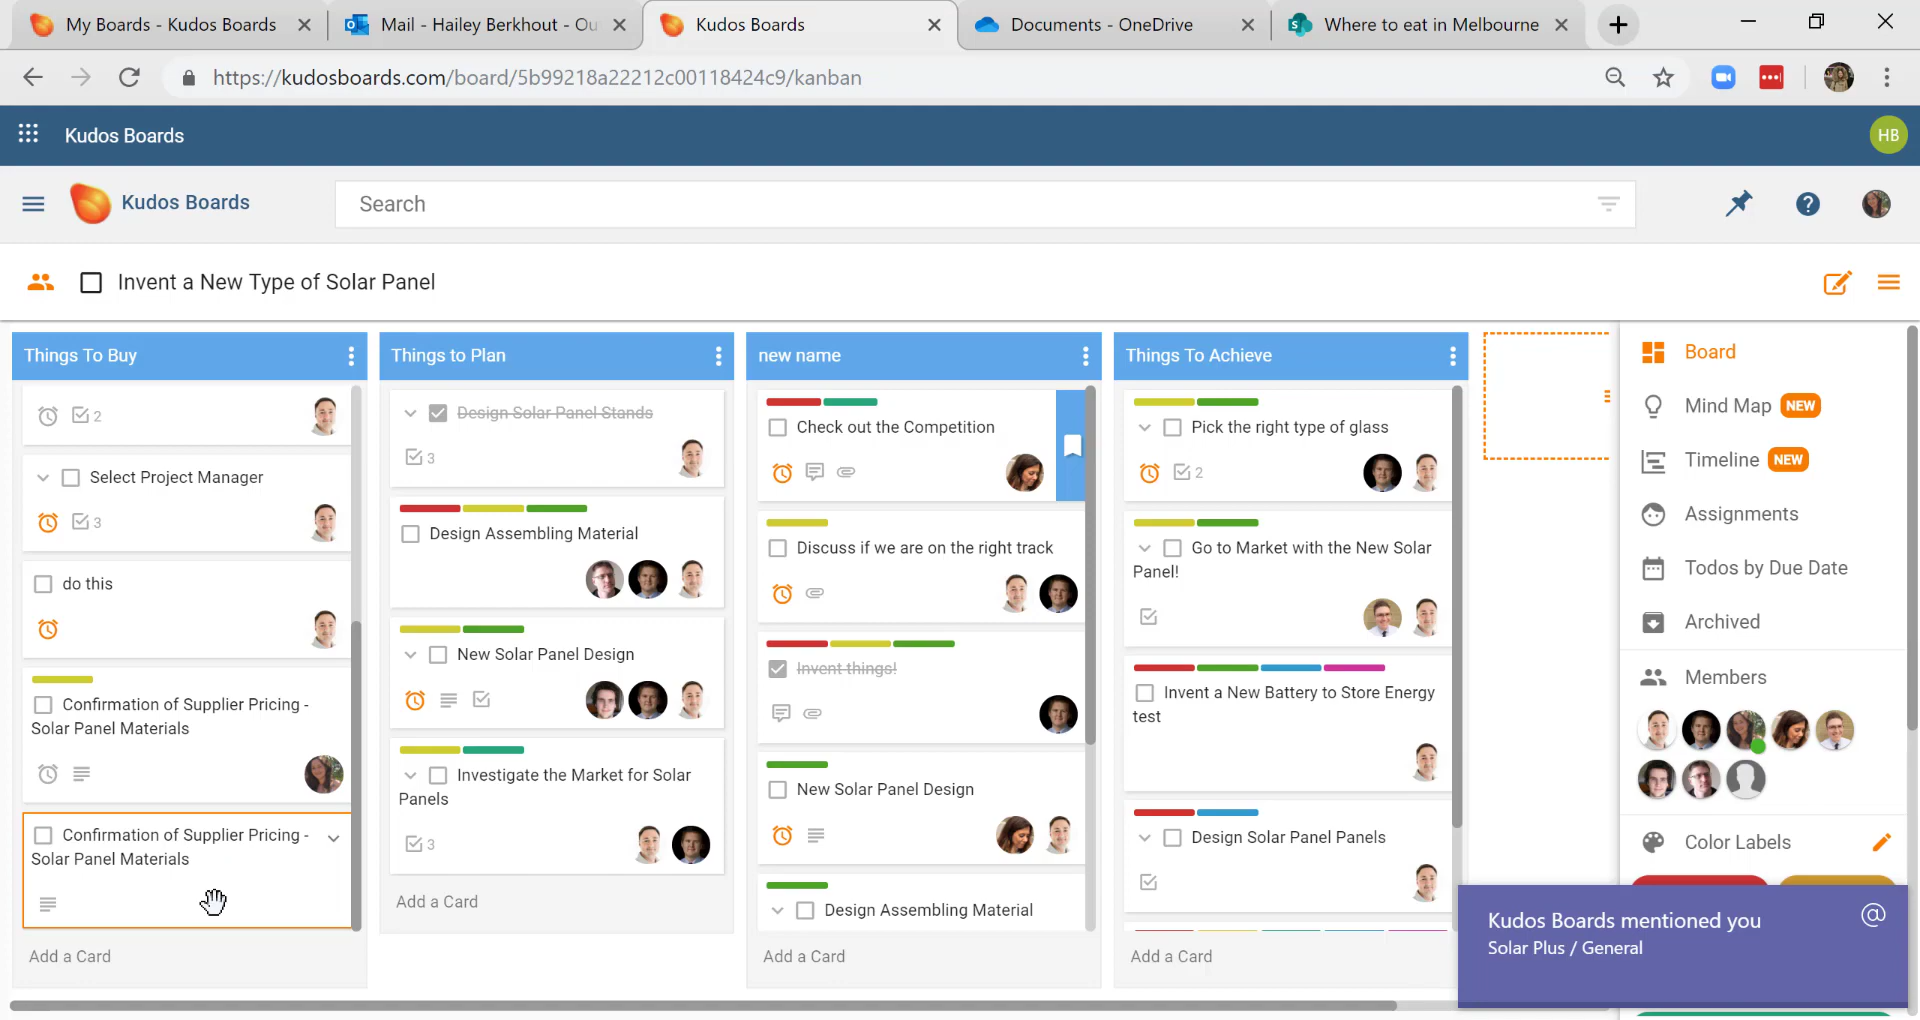 My Boards - Kudos Boards
Mail - Hailey Berkhout - Ou
Kudos Boards
Documents - OneDrive
Where to eat in Melbourne
https://kudosboards.com/board/5b99218a22212c00118424c9/kanban
Kudos Boards
HB
Kudos Boards
Search
Invent a New Type of Solar Panel
Things To Buy
2
Select Project Manager
3
do this
Confirmation of Supplier Pricing -
Solar Panel Materials
Confirmation of Supplier Pricing -
Solar Panel Materials
Add a Card
Things to Plan
Design Solar Panel Stands
3
Design Assembling Material
New Solar Panel Design
Investigate the Market for Solar
Panels
3
Add a Card
new name
Check out the Competition
Discuss if we are on the right track
Invent things!
New Solar Panel Design
Design Assembling Material
Add a Card
Things To Achieve
Pick the right type of glass
2
Go to Market with the New Solar
Panel!
Invent a New Battery to Store Energy
test
Design Solar Panel Panels
Add a Card
Board
Mind Map NEW
Timeline NEW
Assignments
Todos by Due Date
Archived
Members
Color Labels
Kudos Boards mentioned you
Solar Plus / General